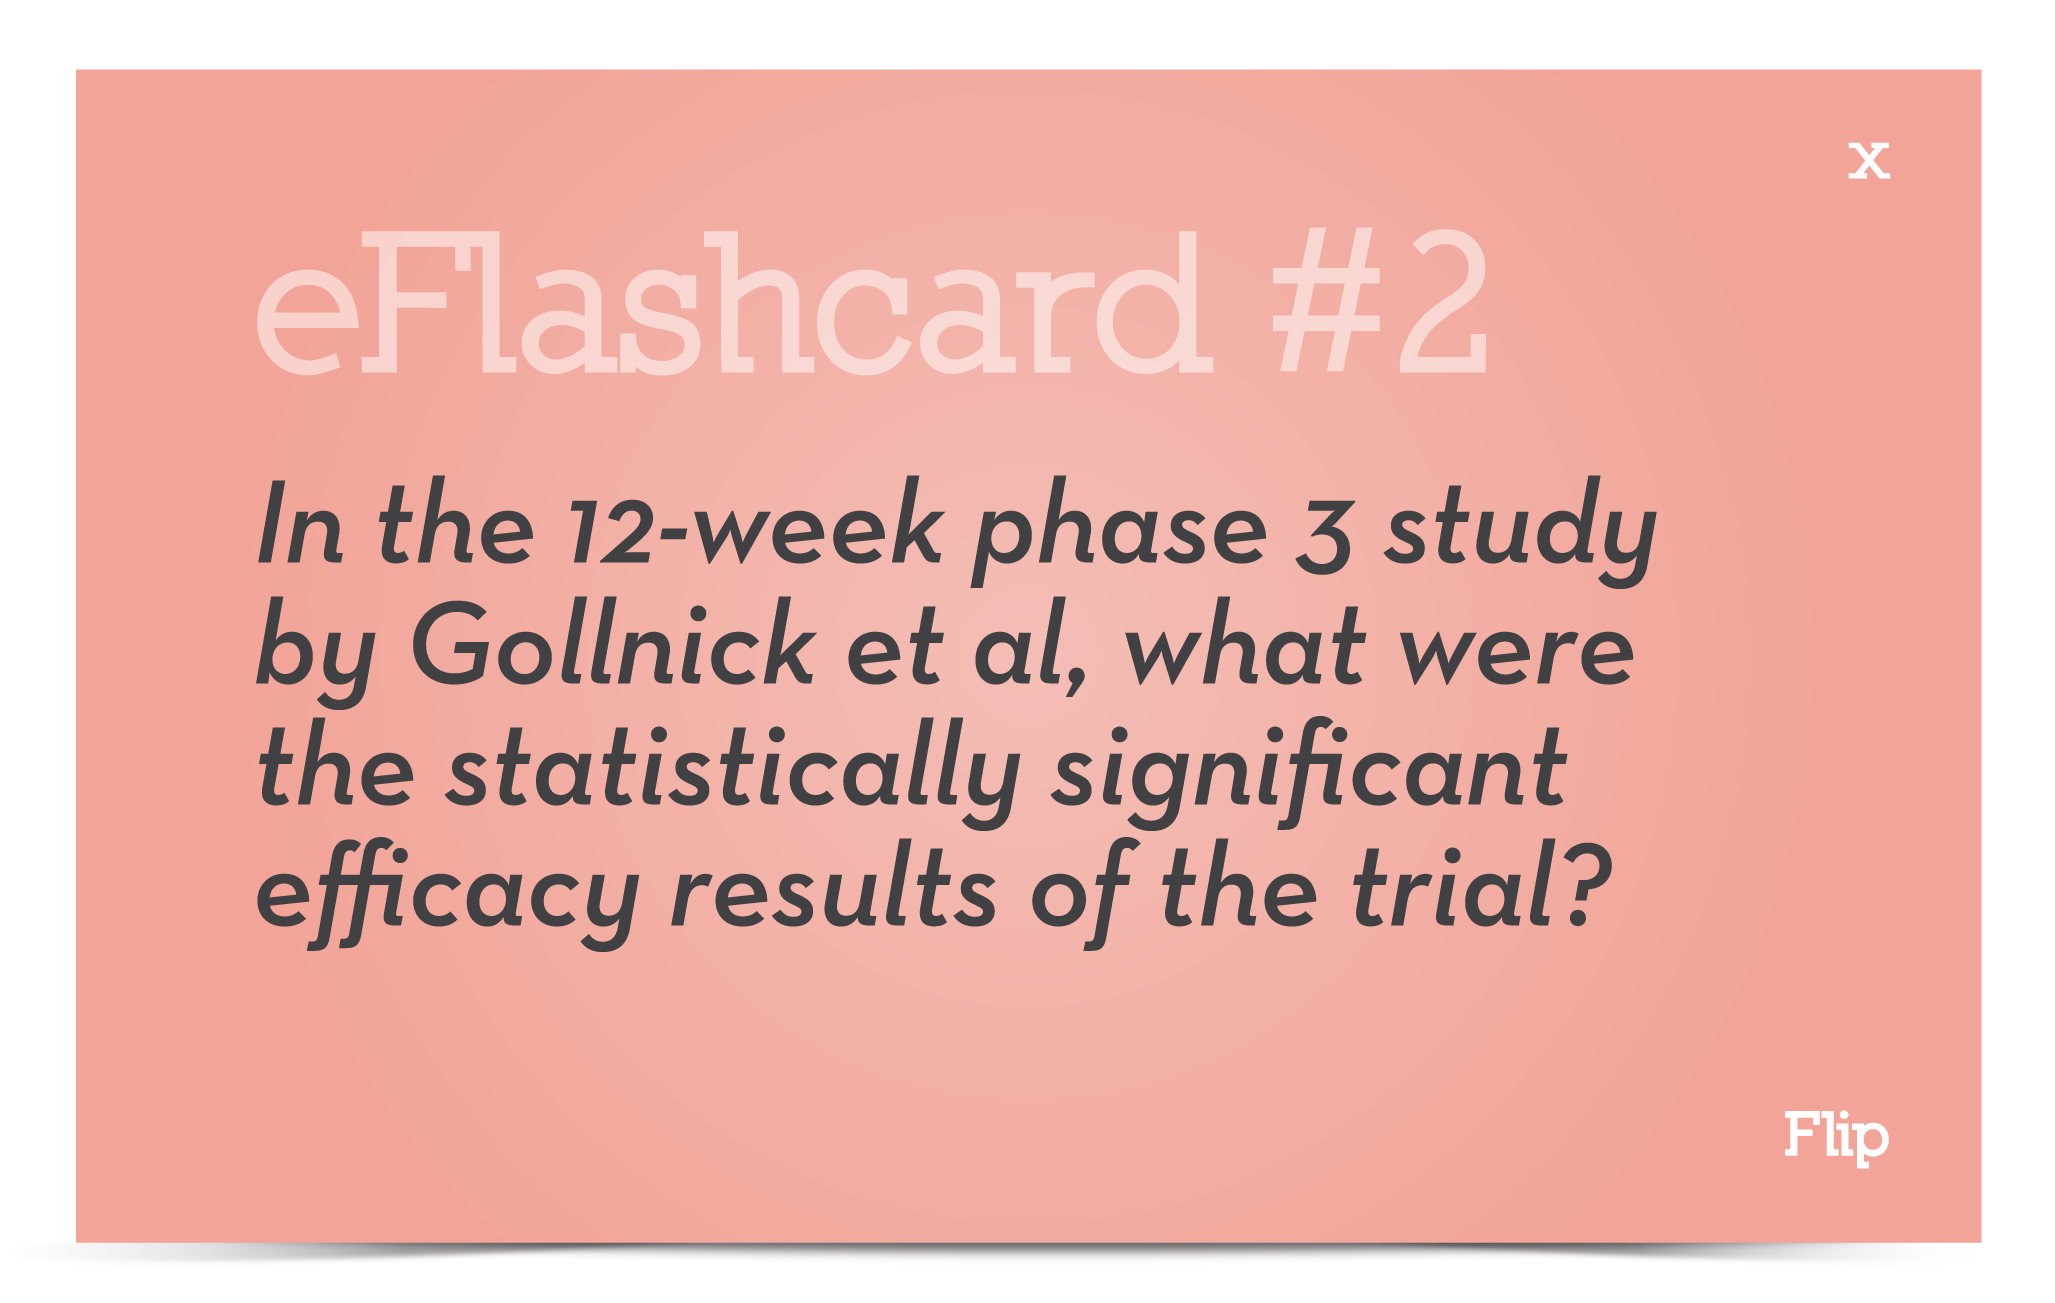 x
eFlashcard #2
In the 12-week phase 3 study
by Gollnick et al, what were
the statistically significant
efficacy results of the trial?
Flip